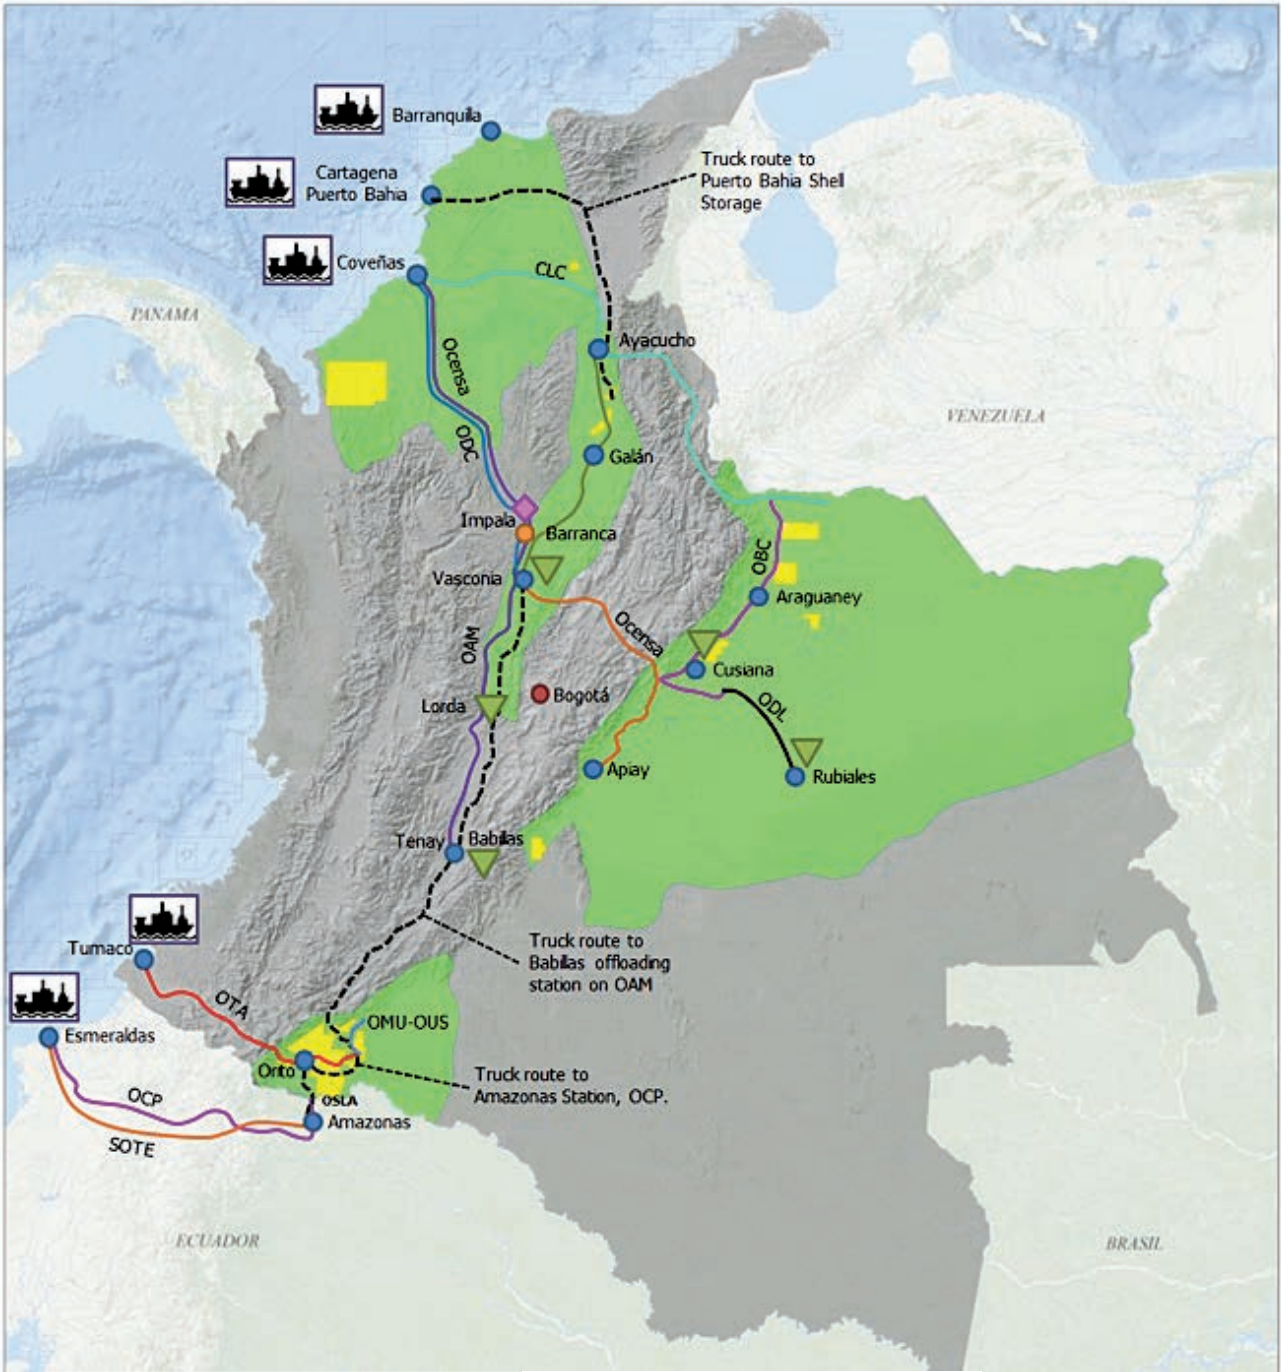 Barranquila
Cartagena
Puerto Bahia
Truck route to
Puerto Bahia Shell
Storage
Coveñas
CLC
PANAMA
Ayacucho
Ocensa
VENEZUELA
ODC
Galán
Impala
Barranca
OBC
Vasconia
Araguaney
Ocensa
OAM
Cusiana
Lorda
Bogotá
ODL
Apiay
Rubiales
Tenay
Babillas
Tumaco
Truck route to
Babillas offloading
station on OAM
OTA
OMU-OUS
Esmeraldas
Orito
Truck route to
Amazonas Station, OCP.
OCP
OSLA
Amazonas
SOTE
ECUADOR
BRASIL